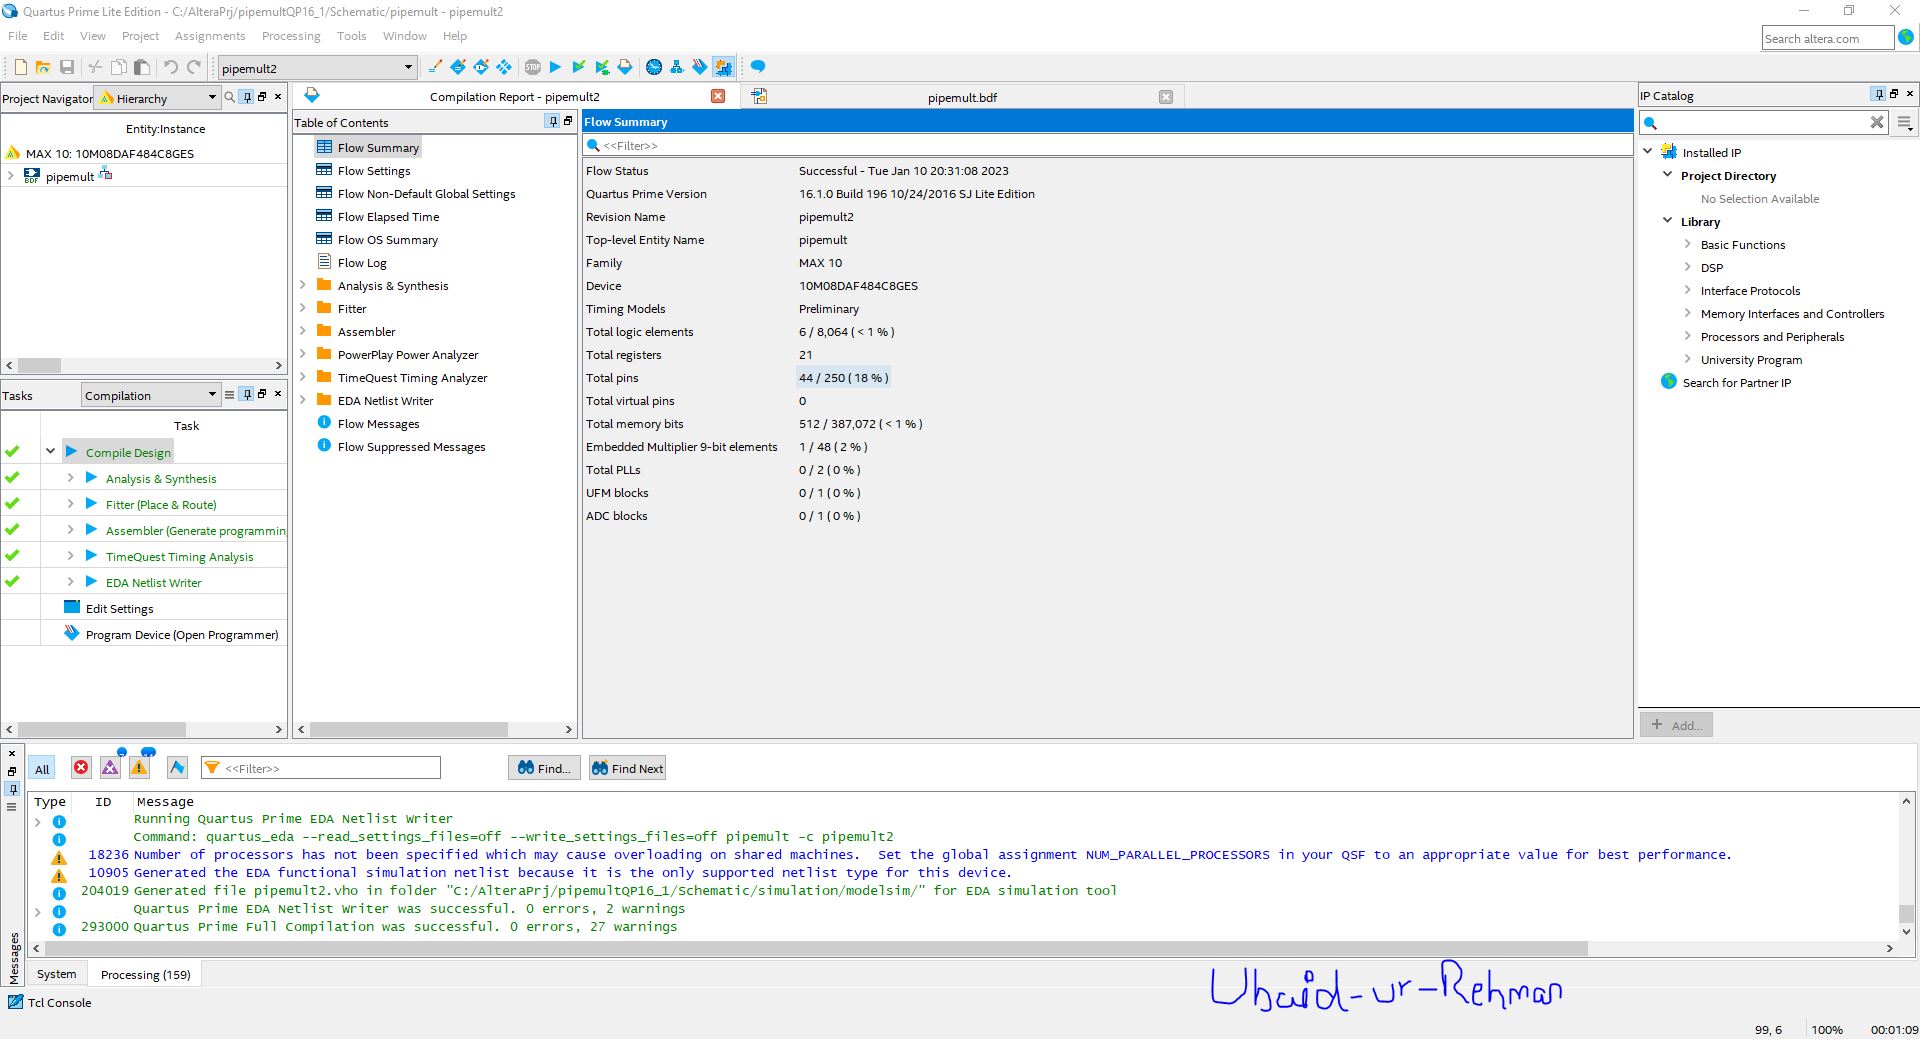 Quartus Prime Lite Edition - C:/AlteraPrj/pipemultQP16_1/Schematic/pipemult - pipemult2
File Edit View Project Assignments Processing Tools Window Help
Search altera.com
pipemult2
Project Navigator Hierarchy
Entity:Instance
MAX 10: 10M08DAF484C8GES
pipemult
Tasks Compilation
Task
Compile Design
Analysis & Synthesis
Fitter (Place & Route)
Assembler (Generate programmin
TimeQuest Timing Analysis
EDA Netlist Writer
Edit Settings
Program Device (Open Programmer)
Compilation Report - pipemult2
pipemult.bdf
Table of Contents
Flow Summary
Flow Settings
Flow Non-Default Global Settings
Flow Elapsed Time
Flow OS Summary
Flow Log
Analysis & Synthesis
Fitter
Assembler
PowerPlay Power Analyzer
TimeQuest Timing Analyzer
EDA Netlist Writer
Flow Messages
Flow Suppressed Messages
Flow Summary
<<Filter>>
Flow Status Successful - Tue Jan 10 20:31:08 2023
Quartus Prime Version 16.1.0 Build 196 10/24/2016 SJ Lite Edition
Revision Name pipemult2
Top-level Entity Name pipemult
Family MAX 10
Device 10M08DAF484C8GES
Timing Models Preliminary
Total logic elements 6 / 8,064 ( < 1 % )
Total registers 21
Total pins 44 / 250 ( 18 % )
Total virtual pins 0
Total memory bits 512 / 387,072 ( < 1 % )
Embedded Multiplier 9-bit elements 1 / 48 ( 2 % )
Total PLLs 0 / 2 ( 0 % )
UFM blocks 0 / 1 ( 0 % )
ADC blocks 0 / 1 ( 0 % )
IP Catalog
Installed IP
Project Directory
No Selection Available
Library
Basic Functions
DSP
Interface Protocols
Memory Interfaces and Controllers
Processors and Peripherals
University Program
Search for Partner IP
+ Add...
All <<Filter>> Find... Find Next
Type ID Message
Running Quartus Prime EDA Netlist Writer
Command: quartus_eda --read_settings_files=off --write_settings_files=off pipemult -c pipemult2
18236 Number of processors has not been specified which may cause overloading on shared machines.  Set the global assignment NUM_PARALLEL_PROCESSORS in your QSF to an appropriate value for best performance.
10905 Generated the EDA functional simulation netlist because it is the only supported netlist type for this device.
204019 Generated file pipemult2.vho in folder "C:/AlteraPrj/pipemultQP16_1/Schematic/simulation/modelsim/" for EDA simulation tool
Quartus Prime EDA Netlist Writer was successful. 0 errors, 2 warnings
293000 Quartus Prime Full Compilation was successful. 0 errors, 27 warnings
Messages
System Processing (159)
Tcl Console
Ubaid-ur-Rehman
99, 6 100% 00:01:09